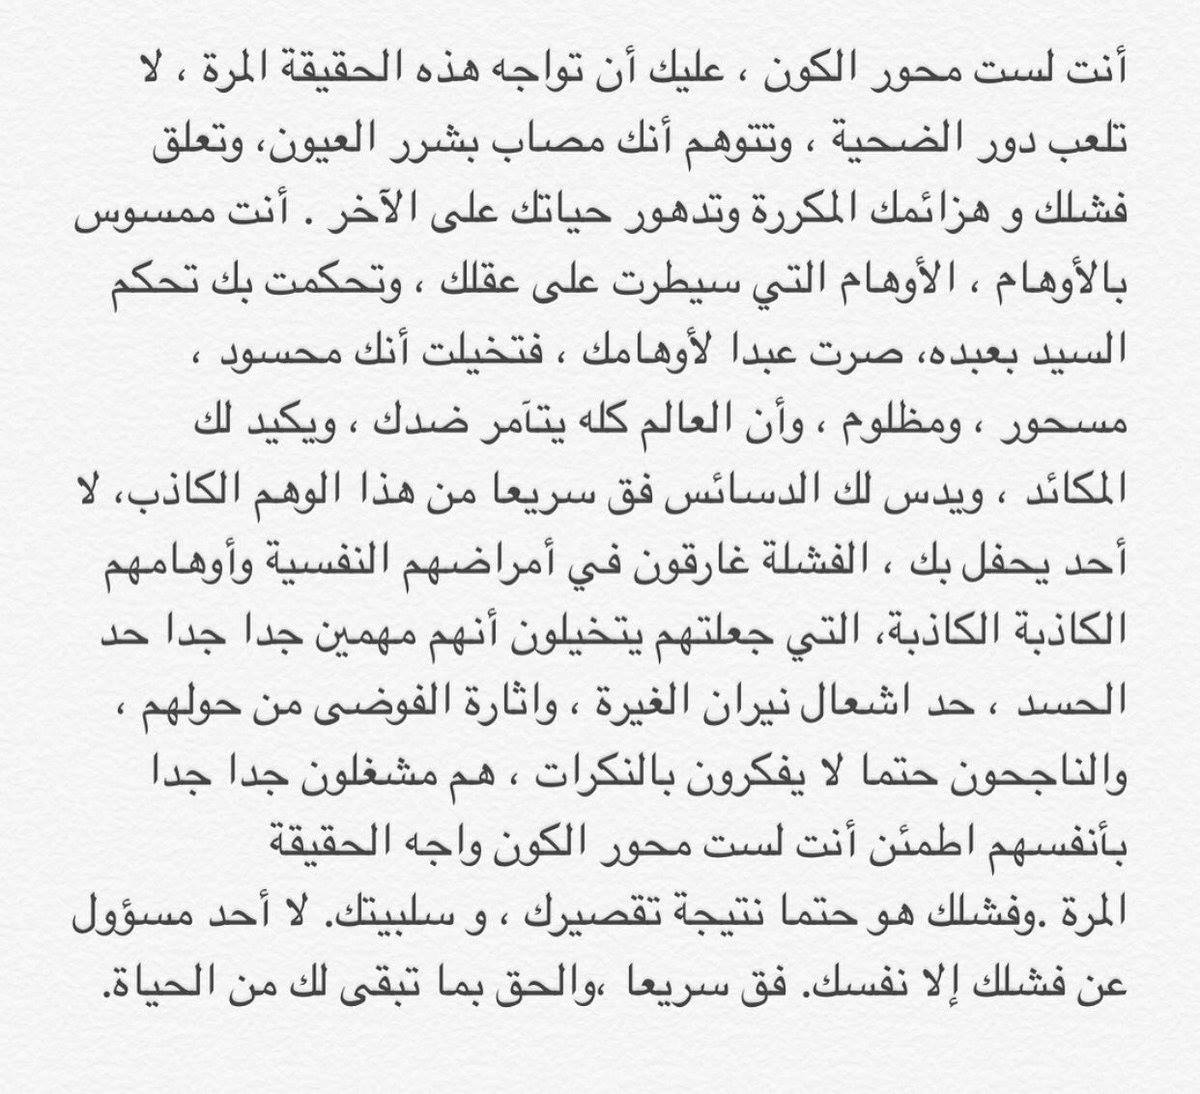 أنت لست محور الكون ، عليك أن تواجه هذه الحقيقة المرة ، لا
تلعب دور الضحية ، وتتوهم أنك مصاب بشرر العيون، وتعلق
فشلك و هزائمك المكررة وتدهور حياتك على الآخر . أنت ممسوس
بالأوهام ، الأوهام التي سيطرت على عقلك ، وتحكمت بك تحكم
السيد بعبده، صرت عبدا لأوهامك ، فتخيلت أنك محسود ،
مسحور ، ومظلوم ، وأن العالم كله يتآمر ضدك ، ويكيد لك
المكائد ، ويدس لك الدسائس فق سريعا من هذا الوهم الكاذب، لا
أحد يحفل بك ، الفشلة غارقون في أمراضهم النفسية وأوهامهم
الكاذبة الكاذبة، التي جعلتهم يتخيلون أنهم مهمين جدا جدا حد
الحسد ، حد اشعال نيران الغيرة ، واثارة الفوضى من حولهم ،
والناجحون حتما لا يفكرون بالنكرات ، هم مشغلون جدا جدا
بأنفسهم اطمئن أنت لست محور الكون واجه الحقيقة
المرة .وفشلك هو حتما نتيجة تقصيرك ، و سلبيتك. لا أحد مسؤول
عن فشلك إلا نفسك. فق سريعا ،والحق بما تبقى لك من الحياة.